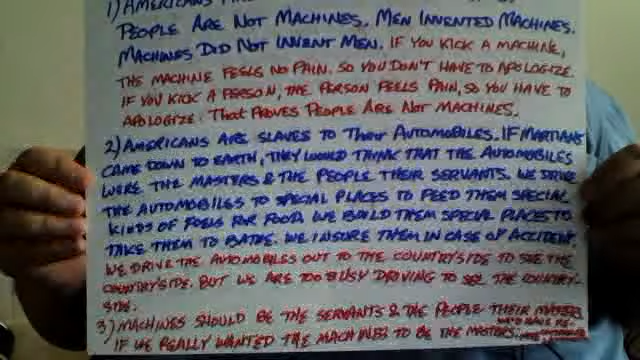 1) AMERICANS
PEOPLE ARE NOT MACHINES. MEN INVENTED MACHINES.
MACHINES DID NOT INVENT MEN. IF YOU KICK A MACHINE,
THE MACHINE FEELS NO PAIN. SO YOU DON'T HAVE TO APOLOGIZE.
IF YOU KICK A PERSON, THE PERSON FEELS PAIN, SO YOU HAVE TO
APOLOGIZE. THAT PROVES PEOPLE ARE NOT MACHINES.
2) AMERICANS ARE SLAVES TO THEIR AUTOMOBILES. IF MARTIANS
CAME DOWN TO EARTH, THEY WOULD THINK THAT THE AUTOMOBILES
WERE THE MASTERS & THE PEOPLE THEIR SERVANTS. WE DRIVE
THE AUTOMOBILES TO SPECIAL PLACES TO FEED THEM SPECIAL
KINDS OF FUELS FOR FOOD. WE BUILD THEM SPECIAL PLACES TO
TAKE THEM TO BATHE. WE INSURE THEM IN CASE OF ACCIDENT.
WE DRIVE THE AUTOMOBILES OUT TO THE COUNTRYSIDE TO SEE THE
COUNTRYSIDE. BUT WE ARE TOO BUSY DRIVING TO SEE THE COUNTRY-
SIDE.
3) MACHINES SHOULD BE THE SERVANTS & THE PEOPLE THEIR MASTERS
IF WE REALLY WANTED THE MACHINES TO BE THE MASTERS,